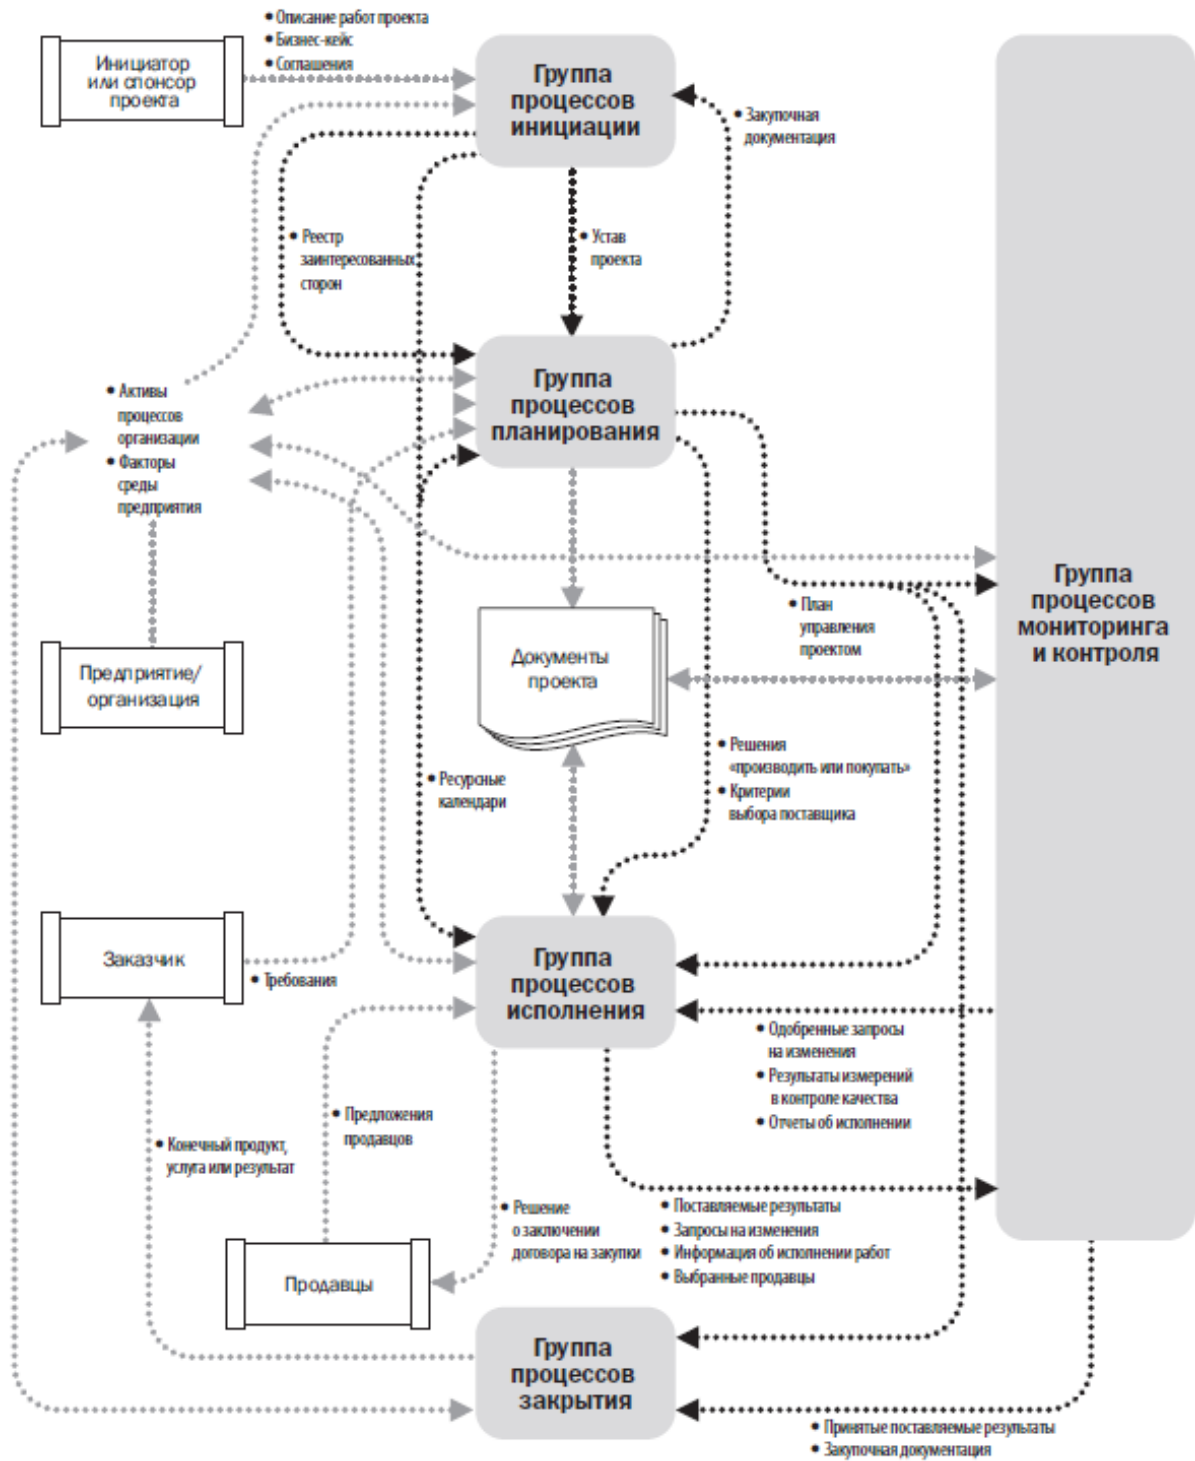 • Описание работ проекта
• Бизнес-кейс
• Соглашения
Инициатор
или спонсор
проекта
Группа
процессов
инициации
• Закупочная
документация
• Реестр
заинтересованных
сторон
• Устав
проекта
Группа
процессов
планирования
• Активы
процессов
организации
• Факторы
среды
предприятия
Группа
процессов
мониторинга
и контроля
• План
управления
проектом
Документы
проекта
Предприятие/
организация
• Решения
«производить или покупать»
• Критерии
выбора поставщика
• Ресурсные
календари
Заказчик
• Требования
Группа
процессов
исполнения
• Одобренные запросы
на изменения
• Результаты измерений
в контроле качества
• Отчеты об исполнении
• Предложения
продавцов
• Конечный продукт,
услуга или результат
• Решение
о заключении
договора на закупки
• Поставляемые результаты
• Запросы на изменения
• Информация об исполнении работ
• Выбранные продавцы
Продавцы
Группа
процессов
закрытия
• Принятые поставляемые результаты
• Закупочная документация